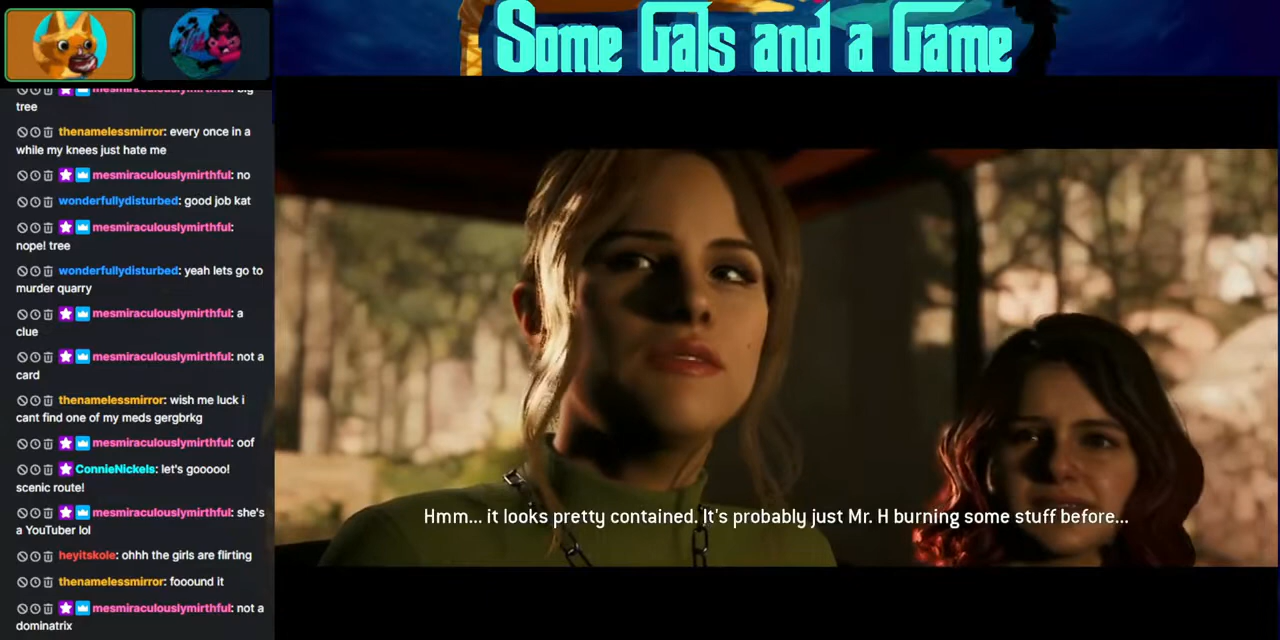 Some Gals and a Game
mesmiraculouslymirthful: big
tree
thenamelessmirror: every once in a
while my knees just hate me
mesmiraculouslymirthful: no
wonderfullydisturbed: good job kat
mesmiraculouslymirthful:
nope! tree
wonderfullydisturbed: yeah lets go to
murder quarry
mesmiraculouslymirthful: a
clue
mesmiraculouslymirthful: not a
card
thenamelessmirror: wish me luck i
cant find one of my meds gergbrkg
mesmiraculouslymirthful: oof
ConnieNickels: let's gooooo!
scenic route!
mesmiraculouslymirthful: she's
a YouTuber lol
heyitskole: ohhh the girls are flirting
thenamelessmirror: fooound it
mesmiraculouslymirthful: not a
dominatrix
Hmm... it looks pretty contained. It's probably just Mr. H burning some stuff before...